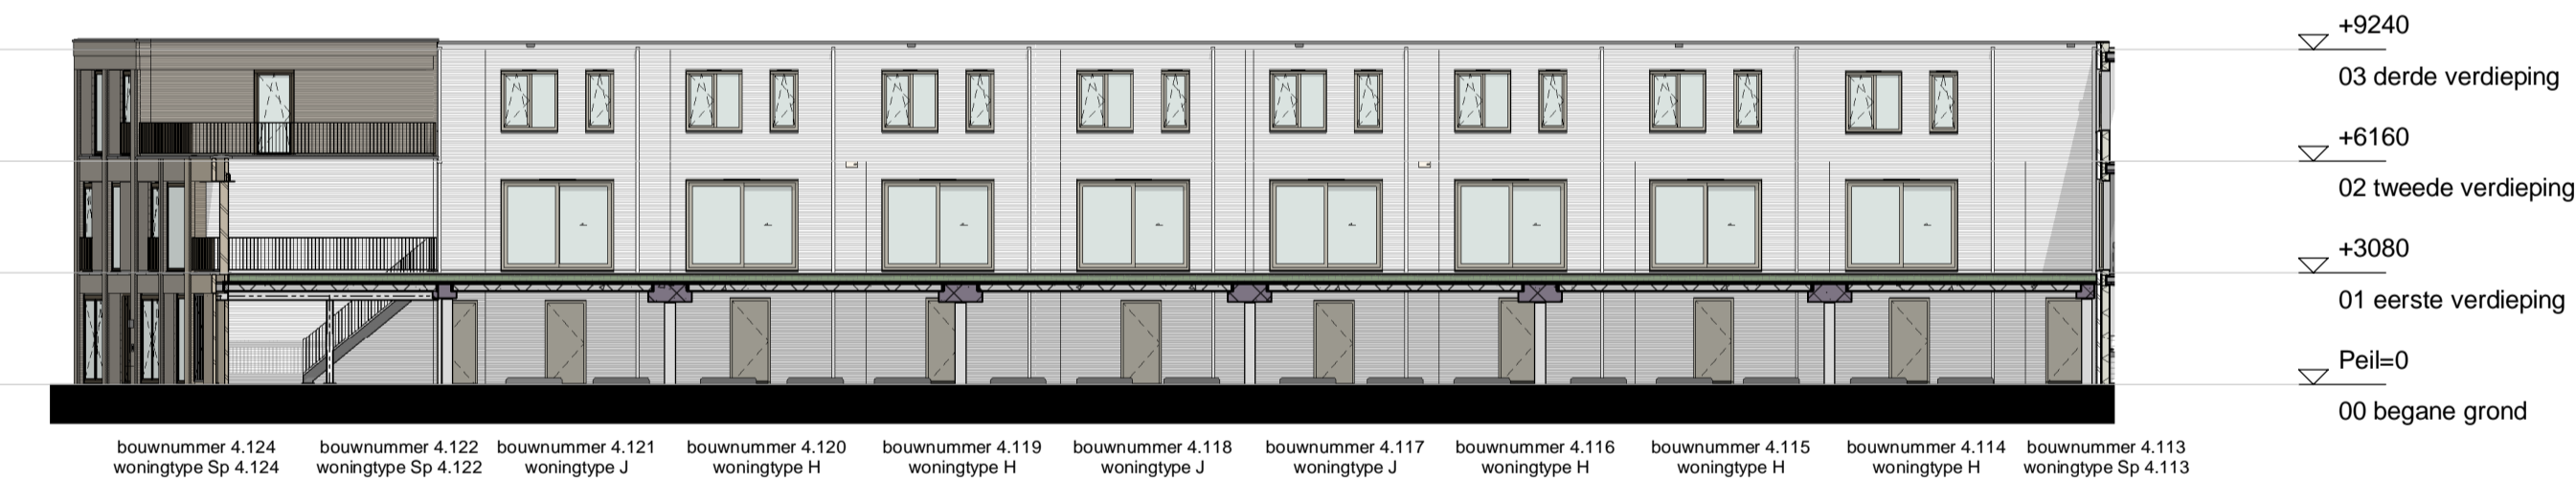 +9240
03 derde verdieping
+6160
02 tweede verdieping
+3080
01 eerste verdieping
Peil=0
00 begane grond
bouwnummer 4.124
woningtype Sp 4.124
bouwnummer 4.122
woningtype Sp 4.122
bouwnummer 4.121
woningtype J
bouwnummer 4.120
woningtype H
bouwnummer 4.119
woningtype H
bouwnummer 4.118
woningtype J
bouwnummer 4.117
woningtype J
bouwnummer 4.116
woningtype H
bouwnummer 4.115
woningtype H
bouwnummer 4.114
woningtype H
bouwnummer 4.113
woningtype Sp 4.113